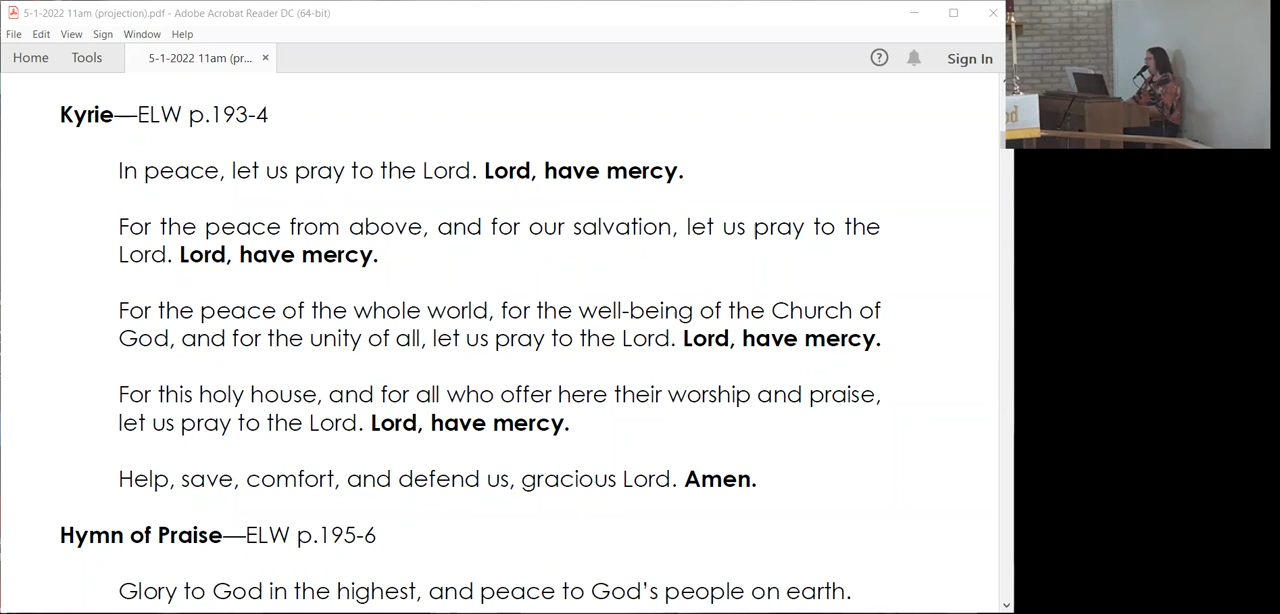 5-1-2022 11am (projection).pdf - Adobe Acrobat Reader DC (64-bit)
File Edit View Sign Window Help
Home Tools 5-1-2022 11am (pr... × Sign In
Kyrie—ELW p.193-4
In peace, let us pray to the Lord. Lord, have mercy.
For the peace from above, and for our salvation, let us pray to the
Lord. Lord, have mercy.
For the peace of the whole world, for the well-being of the Church of
God, and for the unity of all, let us pray to the Lord. Lord, have mercy.
For this holy house, and for all who offer here their worship and praise,
let us pray to the Lord. Lord, have mercy.
Help, save, comfort, and defend us, gracious Lord. Amen.
Hymn of Praise—ELW p.195-6
Glory to God in the highest, and peace to God's people on earth.